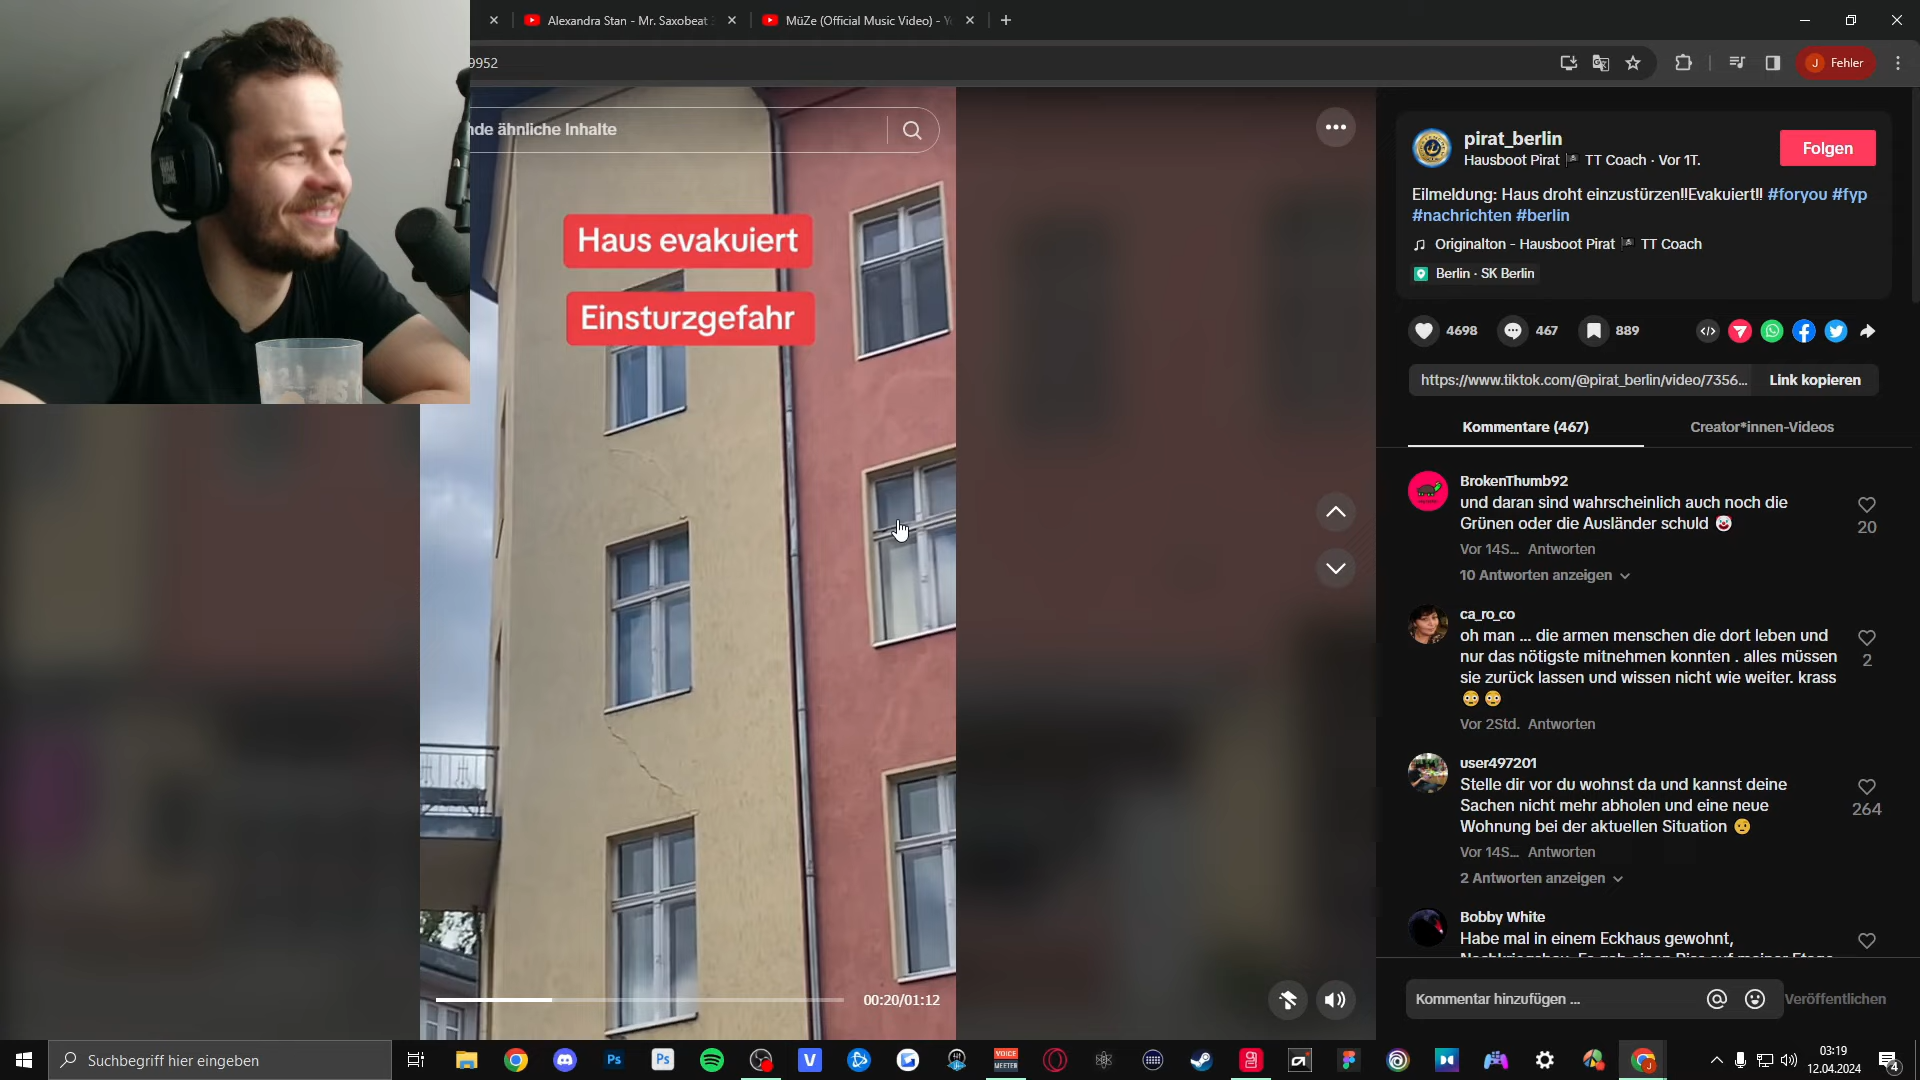 Alexandra Stan - Mr. Saxobeat
MüZe (Official Music Video) - Y
9952
J Fehler
nde ähnliche Inhalte
Haus evakuiert
Einsturzgefahr
00:20/01:12
pirat_berlin
Hausboot Pirat 🏴 TT Coach · Vor 1T.
Folgen
Eilmeldung: Haus droht einzustürzen!!Evakuiert!! #foryou #fyp
#nachrichten #berlin
Originalton - Hausboot Pirat 🏴 TT Coach
Berlin · SK Berlin
4698 467 889
https://www.tiktok.com/@pirat_berlin/video/7356... Link kopieren
Kommentare (467) Creator*innen-Videos
BrokenThumb92
und daran sind wahrscheinlich auch noch die
Grünen oder die Ausländer schuld 🤡
20
Vor 14S... Antworten
10 Antworten anzeigen
ca_ro_co
oh man ... die armen menschen die dort leben und
nur das nötigste mitnehmen konnten . alles müssen
sie zurück lassen und wissen nicht wie weiter. krass
😳 😳
2
Vor 2Std. Antworten
user497201
Stelle dir vor du wohnst da und kannst deine
Sachen nicht mehr abholen und eine neue
Wohnung bei der aktuellen Situation 😥
264
Vor 14S... Antworten
2 Antworten anzeigen
Bobby White
Habe mal in einem Eckhaus gewohnt,
Kommentar hinzufügen ... Veröffentlichen
Suchbegriff hier eingeben
Ps
Ps
V
VOICE
MEETER
03:19
12.04.2024
4